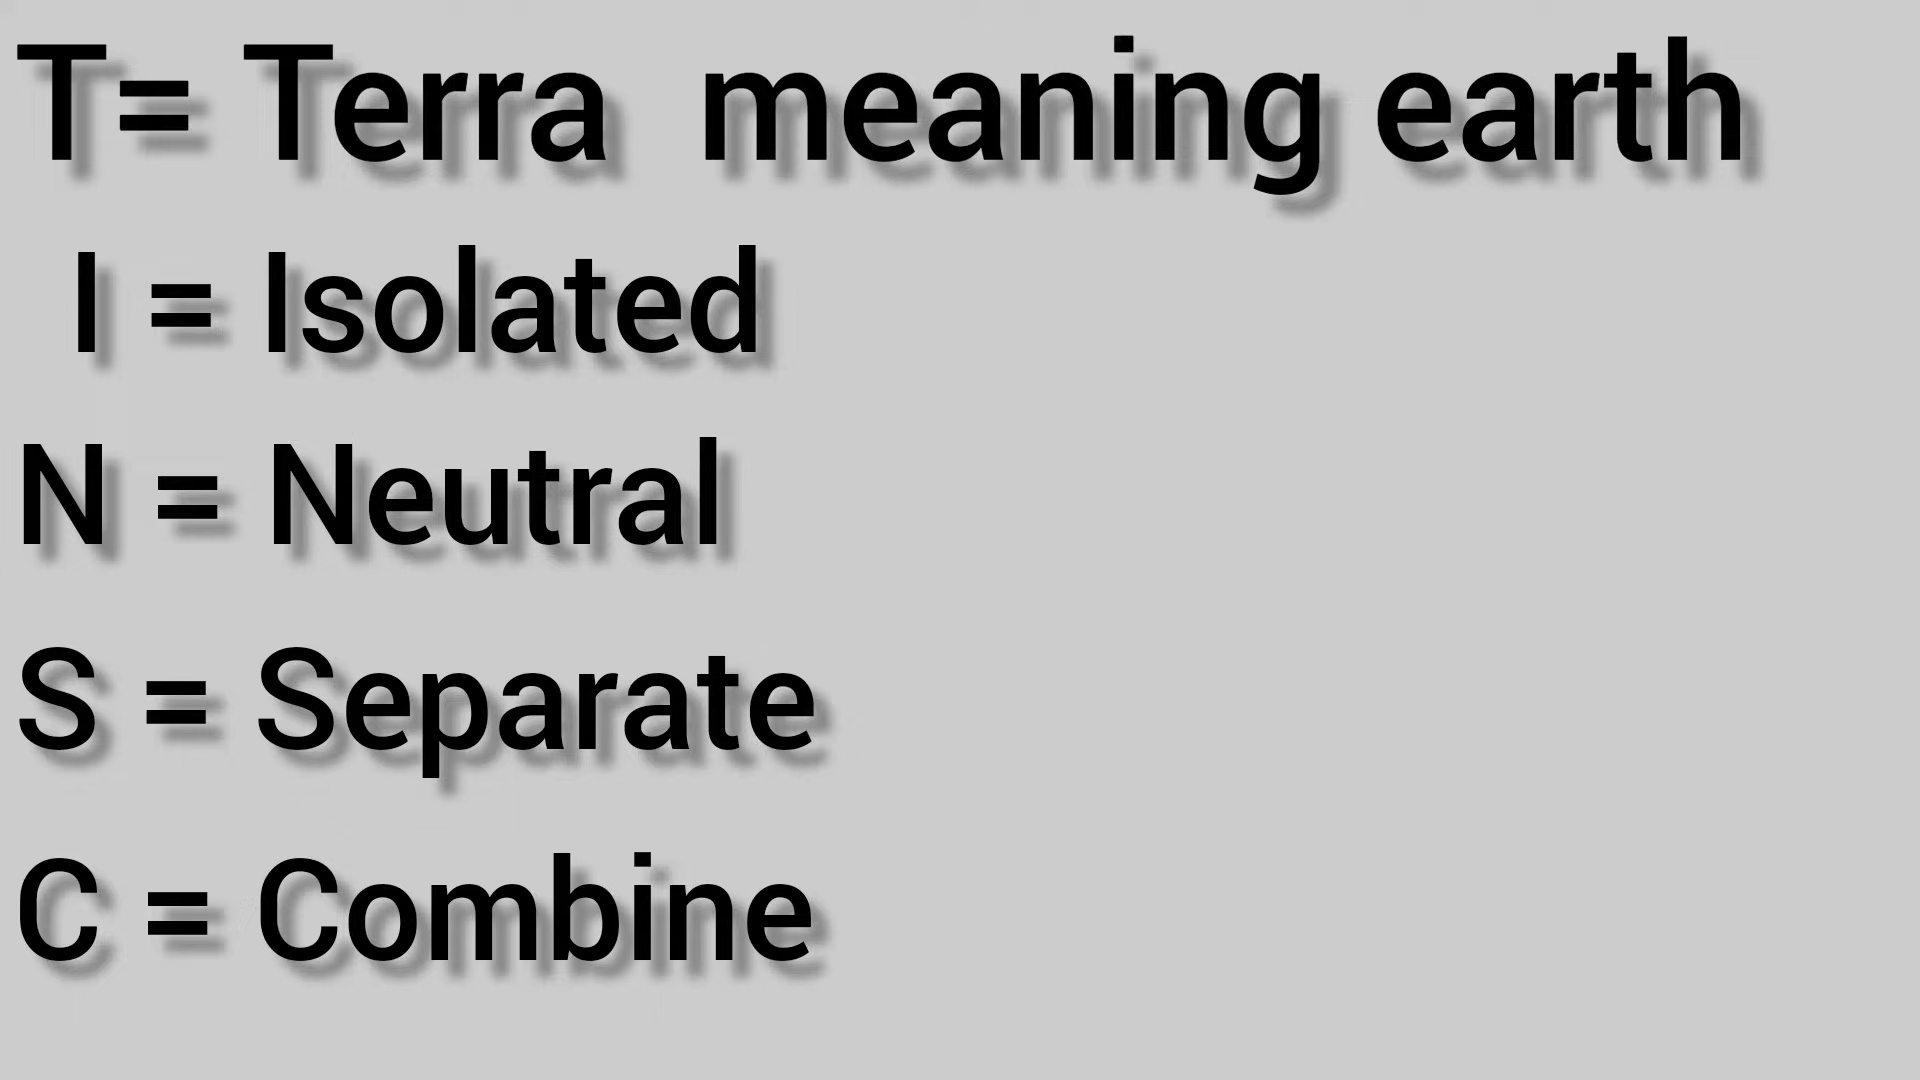 T= Terra  meaning earth
I = Isolated
N = Neutral
S = Separate
C = Combine